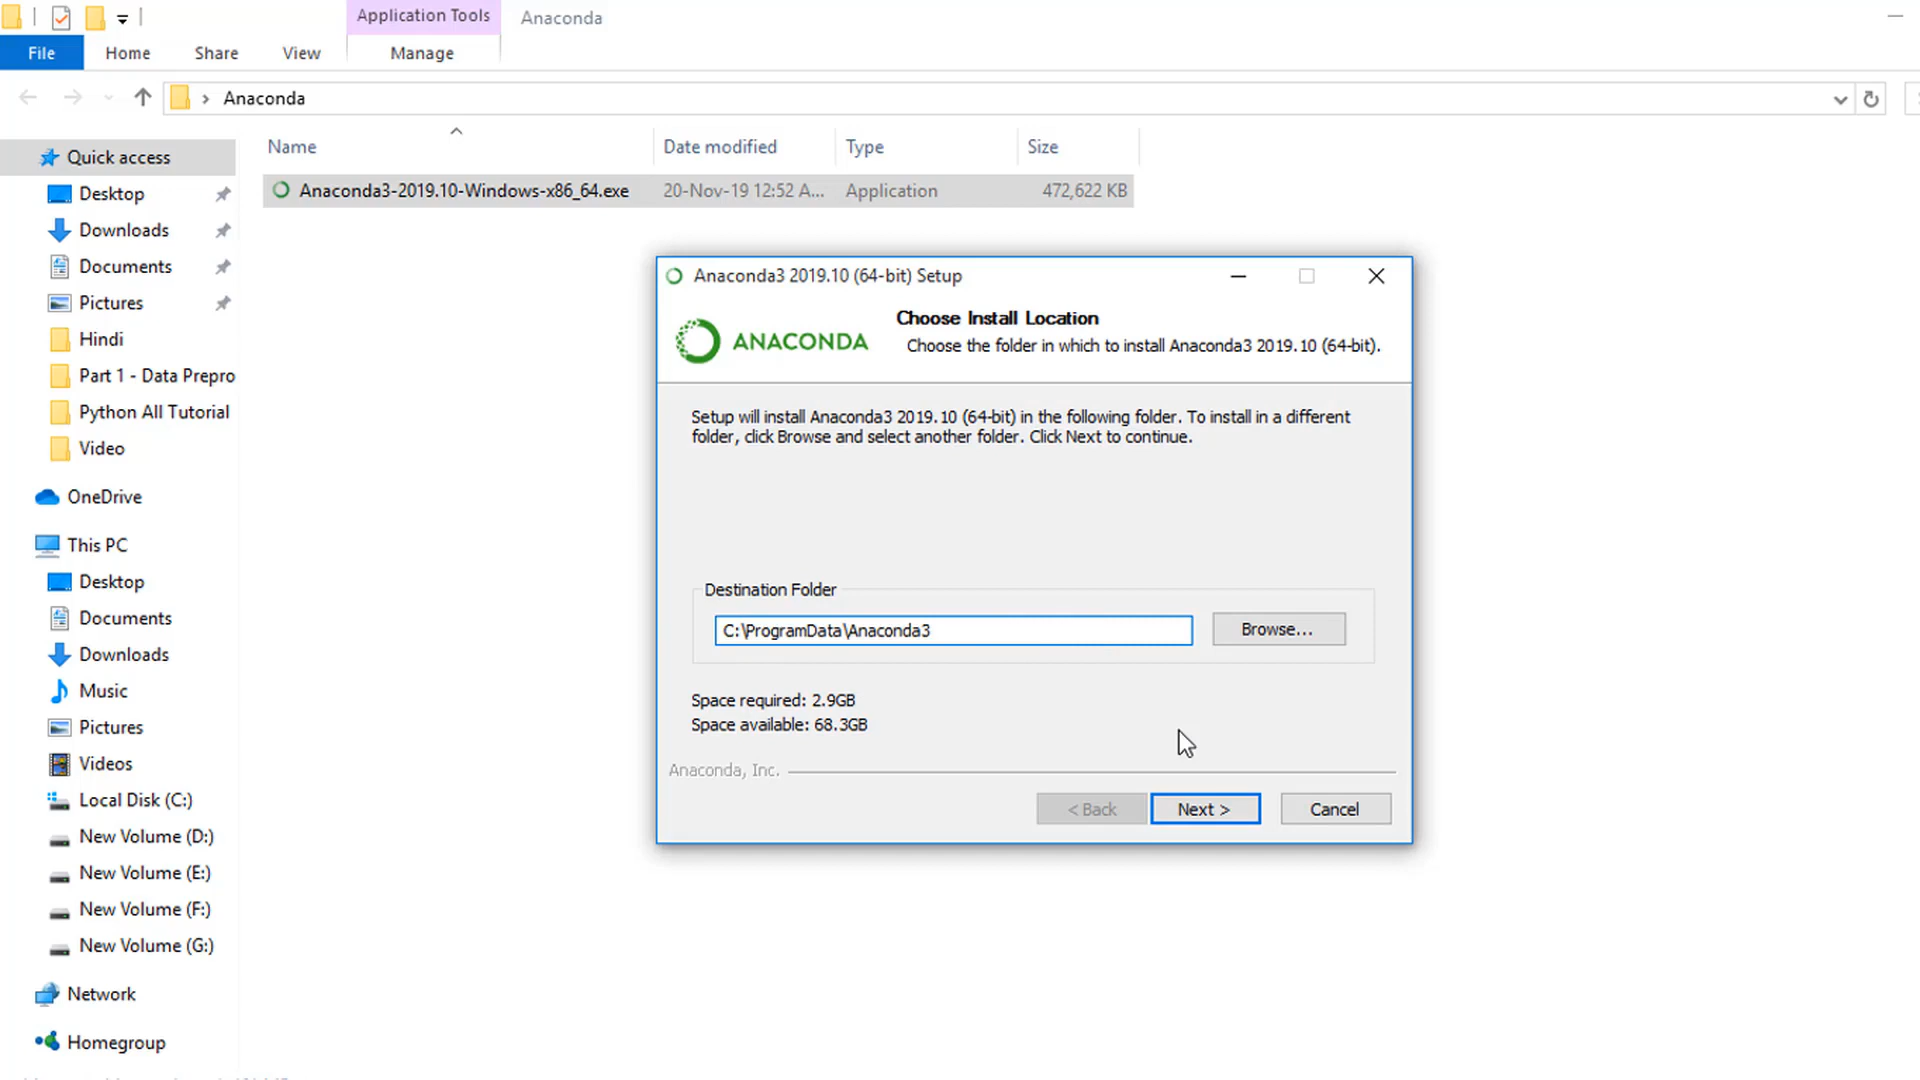 Application Tools
Anaconda
File
Home
Share
View
Manage
Anaconda
Name
Date modified
Type
Size
Anaconda3-2019.10-Windows-x86_64.exe
20-Nov-19 12:52 A...
Application
472,622 KB
Quick access
Desktop
Downloads
Documents
Pictures
Hindi
Part 1 - Data Prepro
Python All Tutorial
Video
OneDrive
This PC
Desktop
Documents
Downloads
Music
Pictures
Videos
Local Disk (C:)
New Volume (D:)
New Volume (E:)
New Volume (F:)
New Volume (G:)
Network
Homegroup
Anaconda3 2019.10 (64-bit) Setup
ANACONDA
Choose Install Location
Choose the folder in which to install Anaconda3 2019.10 (64-bit).
Setup will install Anaconda3 2019.10 (64-bit) in the following folder. To install in a different
folder, click Browse and select another folder. Click Next to continue.
Destination Folder
C:\ProgramData\Anaconda3
Browse...
Space required: 2.9GB
Space available: 68.3GB
Anaconda, Inc.
< Back
Next >
Cancel